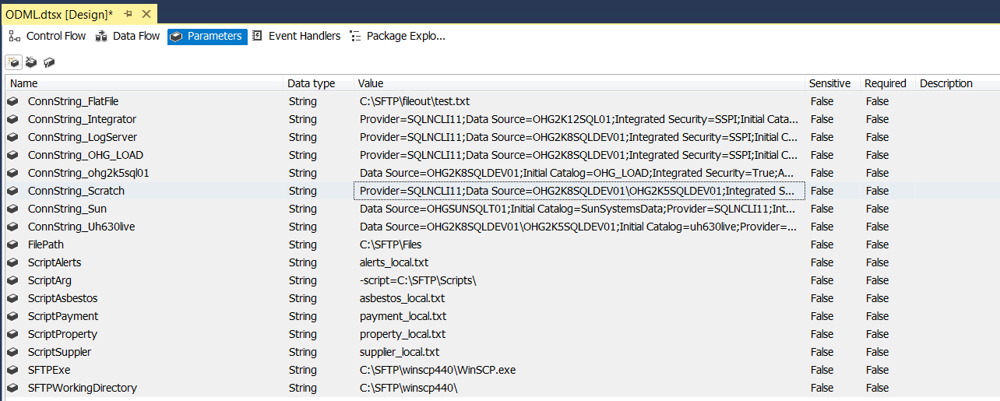 ODML.dtsx [Design]*
Control Flow Data Flow Parameters Event Handlers Package Explo...
Name Data type Value Sensitive Required Description
ConnString_FlatFile String C:\SFTP\fileout\test.txt False False
ConnString_Integrator String Provider=SQLNCLI11;Data Source=OHG2K12SQL01;Integrated Security=SSPI;Initial Cata... False False
ConnString_LogServer String Provider=SQLNCLI11;Data Source=OHG2K8SQLDEV01;Integrated Security=SSPI;Initial C... False False
ConnString_OHG_LOAD String Provider=SQLNCLI11;Data Source=OHG2K8SQLDEV01;Integrated Security=SSPI;Initial C... False False
ConnString_ohg2k5sql01 String Data Source=OHG2K8SQLDEV01;Initial Catalog=OHG_LOAD;Integrated Security=True;A... False False
ConnString_Scratch String Provider=SQLNCLI11;Data Source=OHG2K8SQLDEV01\OHG2K5SQLDEV01;Integrated S... False False
ConnString_Sun String Data Source=OHGSUNSQLT01;Initial Catalog=SunSystemsData;Provider=SQLNCLI11;Int... False False
ConnString_Uh630live String Data Source=OHG2K8SQLDEV01\OHG2K5SQLDEV01;Initial Catalog=uh630live;Provider=... False False
FilePath String C:\SFTP\Files False False
ScriptAlerts String alerts_local.txt False False
ScriptArg String -script=C:\SFTP\Scripts\ False False
ScriptAsbestos String asbestos_local.txt False False
ScriptPayment String payment_local.txt False False
ScriptProperty String property_local.txt False False
ScriptSuppler String supplier_local.txt False False
SFTPExe String C:\SFTP\winscp440\WinSCP.exe False False
SFTPWorkingDirectory String C:\SFTP\winscp440\ False False